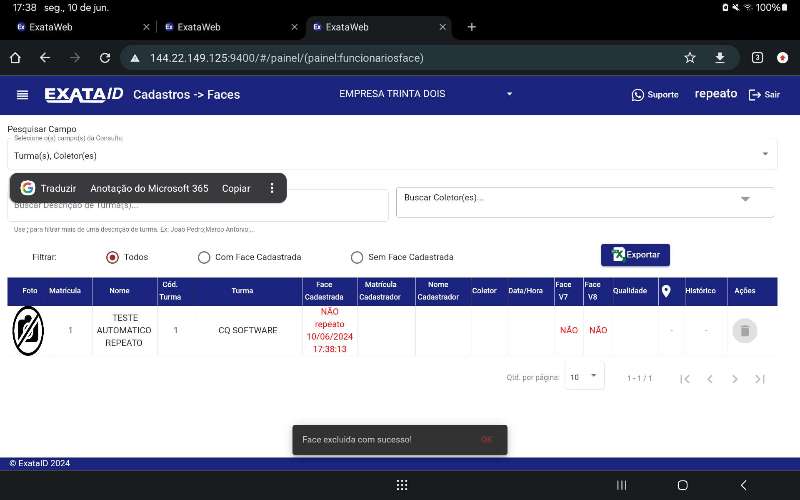 17:38 seg., 10 de jun.
100%
ExataWeb
ExataWeb
ExataWeb
144.22.149.125:9400/#/painel/(painel:funcionariosface)
3
EXATAID
Cadastros -> Faces
EMPRESA TRINTA DOIS
Suporte
repeato
Sair
Pesquisar Campo
Selecione o(s) campo(s) da Consulta
Turma(s), Coletor(es)
Traduzir
Anotação do Microsoft 365
Copiar
Buscar Descrição de Turma(s)...
Buscar Coletor(es)...
Use ; para filtrar mais de uma descrição de turma. Ex: João Pedro;Marco Antonio...
Filtrar:
Todos
Com Face Cadastrada
Sem Face Cadastrada
Exportar
Foto
Matrícula
Nome
Cód. Turma
Turma
Face Cadastrada
Matrícula Cadastrador
Nome Cadastrador
Coletor
Data/Hora
Face V7
Face V8
Qualidade
Histórico
Ações
1
TESTE
AUTOMATICO
REPEATO
1
CQ SOFTWARE
NÃO
repeato
10/06/2024
17:38:13
NÃO
NÃO
-
-
Qtd. por página:
10
1 - 1 / 1
Face excluida com sucesso!
OK
© ExataID 2024